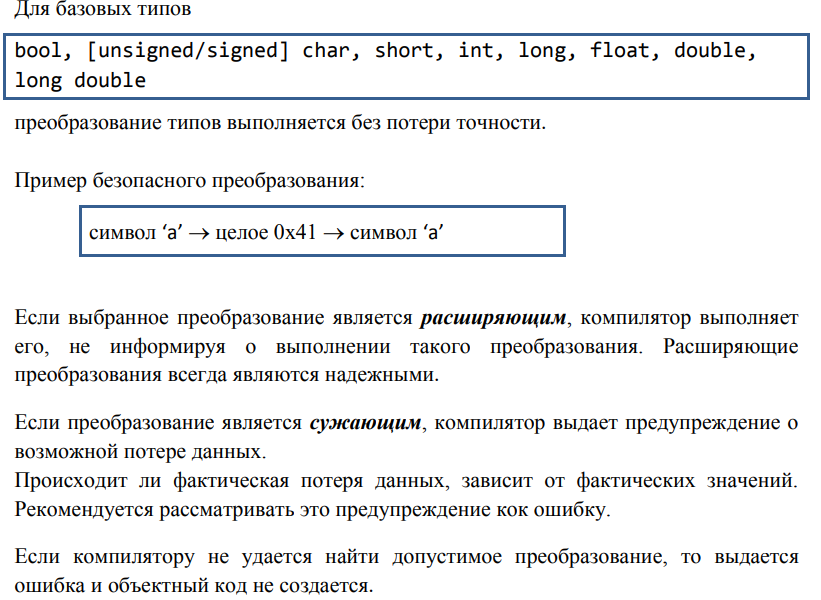 Для базовых типов
bool, [unsigned/signed] char, short, int, long, float, double,
long double
преобразование типов выполняется без потери точности.
Пример безопасного преобразования:
символ ‘a’ → целое 0x41 → символ ‘a’
Если выбранное преобразование является расширяющим, компилятор выполняет
его, не информируя о выполнении такого преобразования. Расширяющие
преобразования всегда являются надежными.
Если преобразование является сужающим, компилятор выдает предупреждение о
возможной потере данных.
Происходит ли фактическая потеря данных, зависит от фактических значений.
Рекомендуется рассматривать это предупреждение кок ошибку.
Если компилятору не удается найти допустимое преобразование, то выдается
ошибка и объектный код не создается.